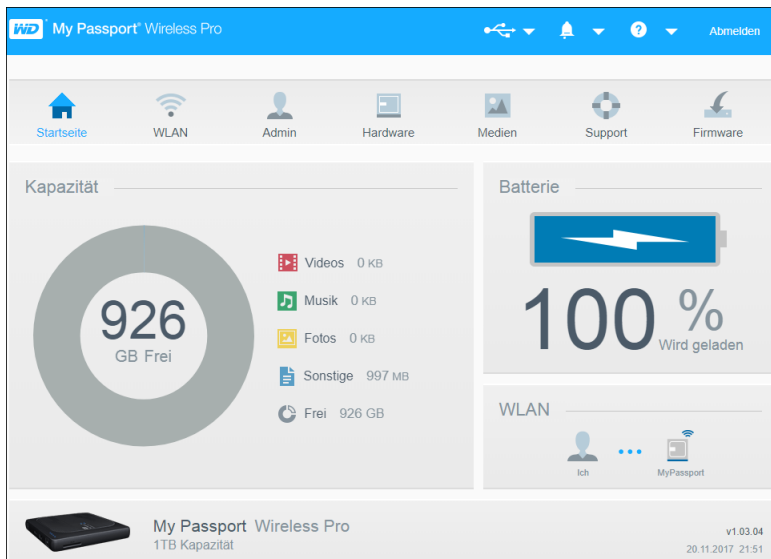 WD My Passport® Wireless Pro
Abmelden
Startseite
WLAN
Admin
Hardware
Medien
Support
Firmware
Kapazität
926
GB Frei
Videos 0 KB
Musik 0 KB
Fotos 0 KB
Sonstige 997 MB
Frei 926 GB
Batterie
100 %
Wird geladen
WLAN
Ich
MyPassport
My Passport Wireless Pro
1TB Kapazität
v1.03.04
20.11.2017 21:51